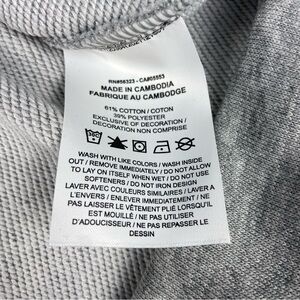 RN#56323 - CA#05553
MADE IN CAMBODIA
FABRIQUE AU CAMBODGE
61% COTTON / COTON
39% POLYESTER
EXCLUSIVE OF DECORATION /
DECORATION NON COMPRISE
WASH WITH LIKE COLORS / WASH INSIDE
OUT / REMOVE IMMEDIATELY / DO NOT ALLOW
TO LAY ON ITSELF WHEN WET / DO NOT USE
SOFTENERS / DO NOT IRON DESIGN
LAVER AVEC COULEURS SIMILAIRES / LAVER A
L'ENVERS / ENLEVER IMMEDIATEMENT / NE
PAS LAISSER LE VÊTEMENT PLIÉ LORSQU'IL
EST MOUILLÉ / NE PAS UTILISER
D'ADOUCISSEUR / NE PAS REPASSER LE
DESSIN